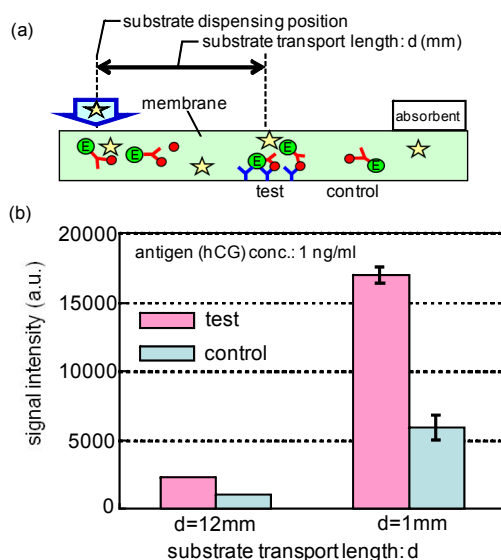 (a)
substrate dispensing position
substrate transport length: d (mm)
membrane
absorbent
E
E
E
E
E
test
control
(b)
20000
15000
10000
5000
0
signal intensity (a.u.)
antigen (hCG) conc.: 1 ng/ml
test
control
d=12mm
d=1mm
substrate transport length: d